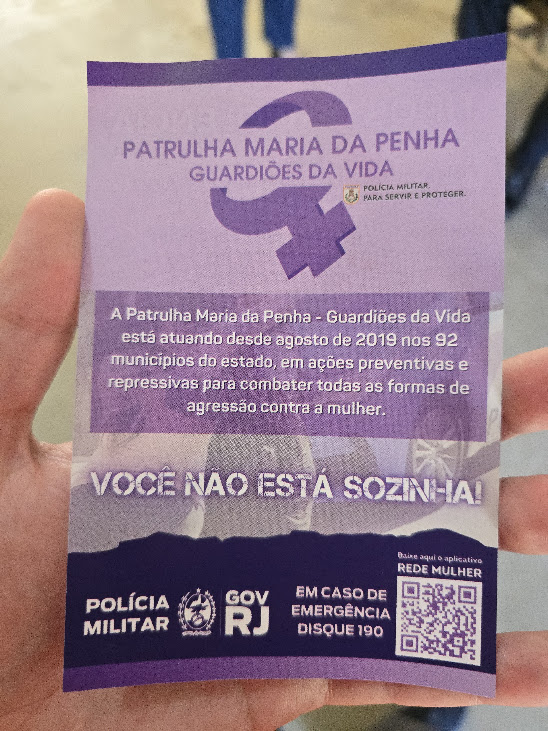 PATRULHA MARIA DA PENHA
GUARDIÕES DA VIDA
POLÍCIA MILITAR.
PARA SERVIR E PROTEGER.
A Patrulha Maria da Penha - Guardiões da Vida
está atuando desde agosto de 2019 nos 92
municípios do estado, em ações preventivas e
repressivas para combater todas as formas de
agressão contra a mulher.
VOCÊ NÃO ESTÁ SOZINHA!
Baixe aqui o aplicativo
REDE MULHER
POLÍCIA
MILITAR
GOV
RJ
EM CASO DE
EMERGÊNCIA
DISQUE 190